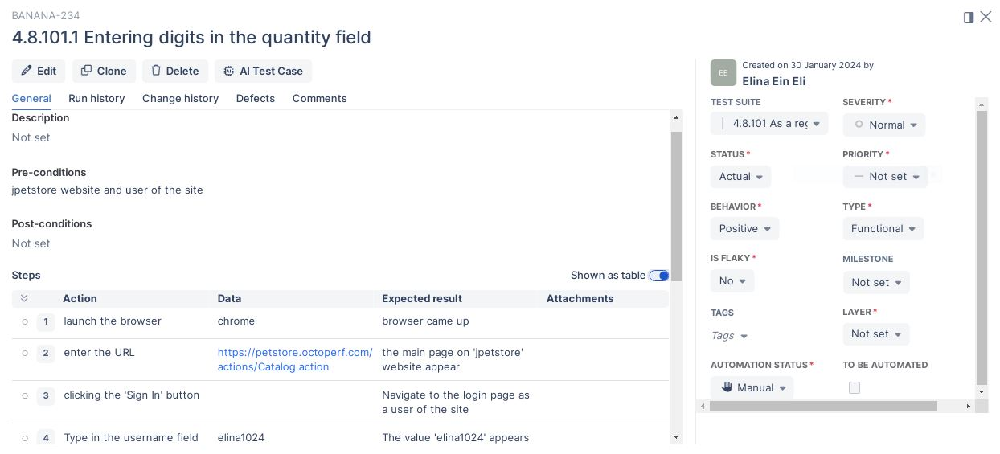 BANANA-234
4.8.101.1 Entering digits in the quantity field
Edit
Clone
Delete
AI Test Case
General
Run history
Change history
Defects
Comments
Description
Not set
Pre-conditions
jpetstore website and user of the site
Post-conditions
Not set
Steps
Shown as table
Action Data Expected result Attachments
1 launch the browser chrome browser came up
2 enter the URL https://petstore.octoperf.com/ the main page on 'jpetstore'
actions/Catalog.action website appear
3 clicking the 'Sign In' button Navigate to the login page as
a user of the site
4 Type in the username field elina1024 The value 'elina1024' appears
EE
Created on 30 January 2024 by
Elina Ein Eli
TEST SUITE SEVERITY*
4.8.101 As a reg Normal
STATUS* PRIORITY*
Actual Not set
BEHAVIOR* TYPE*
Positive Functional
IS FLAKY* MILESTONE
No Not set
TAGS LAYER*
Tags Not set
AUTOMATION STATUS* TO BE AUTOMATED
Manual